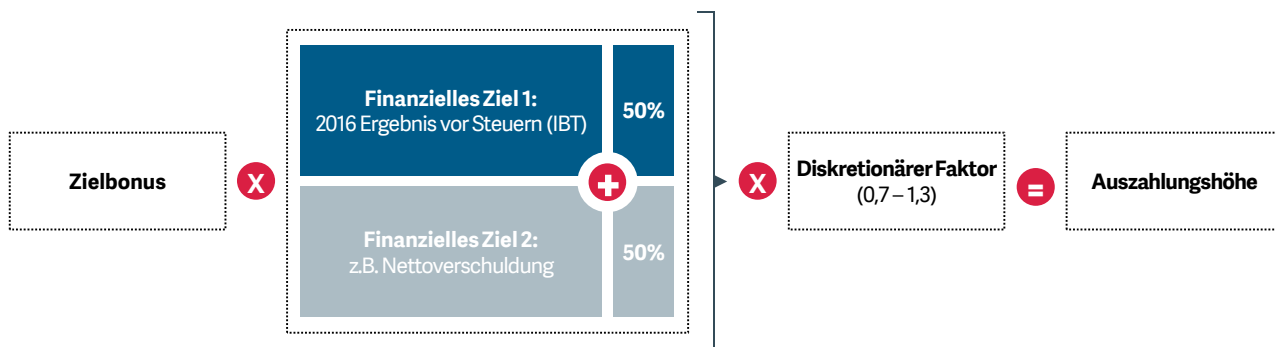 Zielbonus
X
Finanzielles Ziel 1:
2016 Ergebnis vor Steuern (IBT)
50%
+
Finanzielles Ziel 2:
z.B. Nettoverschuldung
50%
X
Diskretionärer Faktor
(0,7 – 1,3)
=
Auszahlungshöhe